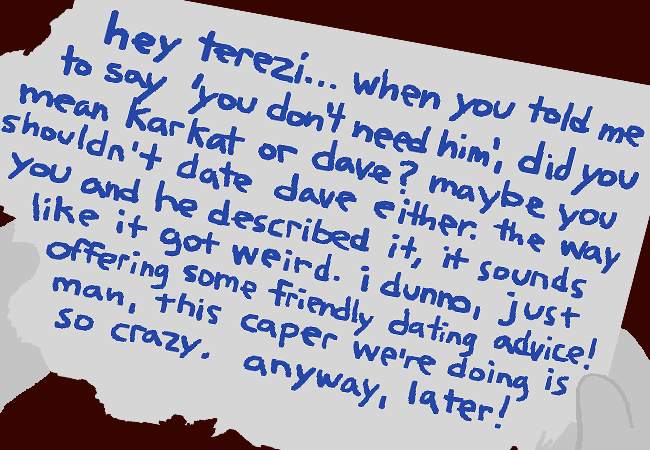 hey terezi... when you told me
to say 'you don't need him', did you
mean karkat or dave? maybe you
shouldn't date dave either. the way
you and he described it, it sounds
like it got weird. i dunno, just
offering some friendly dating advice!
man, this caper we're doing is
so crazy. anyway, later!